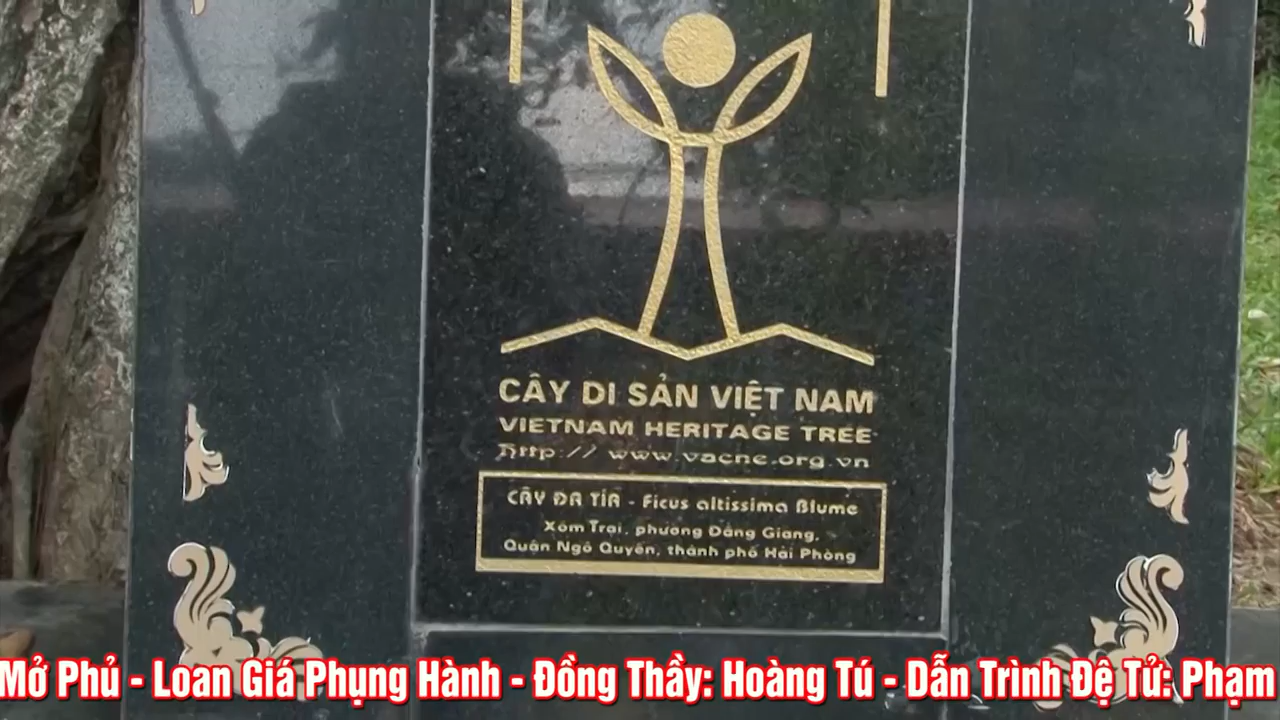 CÂY DI SẢN VIỆT NAM
VIETNAM HERITAGE TREE
http://www.vacne.org.vn
CÂY ĐA TÍA - Ficus altissima Blume
Xóm Trại, phường Đằng Giang,
Quận Ngô Quyền, thành phố Hải Phòng
Mở Phủ - Loan Giá Phụng Hành - Đồng Thầy: Hoàng Tú - Dẫn Trình Đệ Tử: Phạm